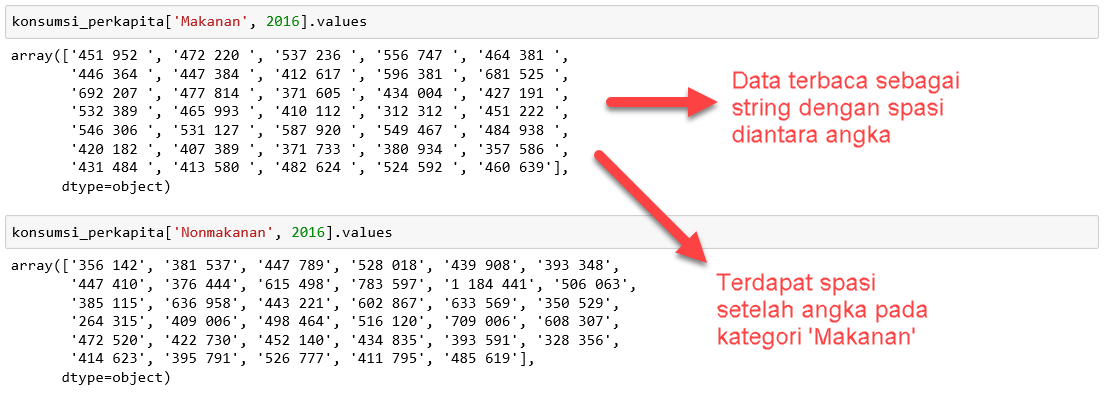 konsumsi_perkapita['Makanan', 2016].values
array(['451 952 ', '472 220 ', '537 236 ', '556 747 ', '464 381 ',
'446 364 ', '447 384 ', '412 617 ', '596 381 ', '681 525 ',
'692 207 ', '477 814 ', '371 605 ', '434 004 ', '427 191 ',
'532 389 ', '465 993 ', '410 112 ', '312 312 ', '451 222 ',
'546 306 ', '531 127 ', '587 920 ', '549 467 ', '484 938 ',
'420 182 ', '407 389 ', '371 733 ', '380 934 ', '357 586 ',
'431 484 ', '413 580 ', '482 624 ', '524 592 ', '460 639'],
dtype=object)
Data terbaca sebagai
string dengan spasi
diantara angka
konsumsi_perkapita['Nonmakanan', 2016].values
array(['356 142', '381 537', '447 789', '528 018', '439 908', '393 348',
'447 410', '376 444', '615 498', '783 597', '1 184 441', '506 063',
'385 115', '636 958', '443 221', '602 867', '633 569', '350 529',
'264 315', '409 006', '498 464', '516 120', '709 006', '608 307',
'472 520', '422 730', '452 140', '434 835', '393 591', '328 356',
'414 623', '395 791', '526 777', '411 795', '485 619'],
dtype=object)
Terdapat spasi
setelah angka pada
kategori 'Makanan'